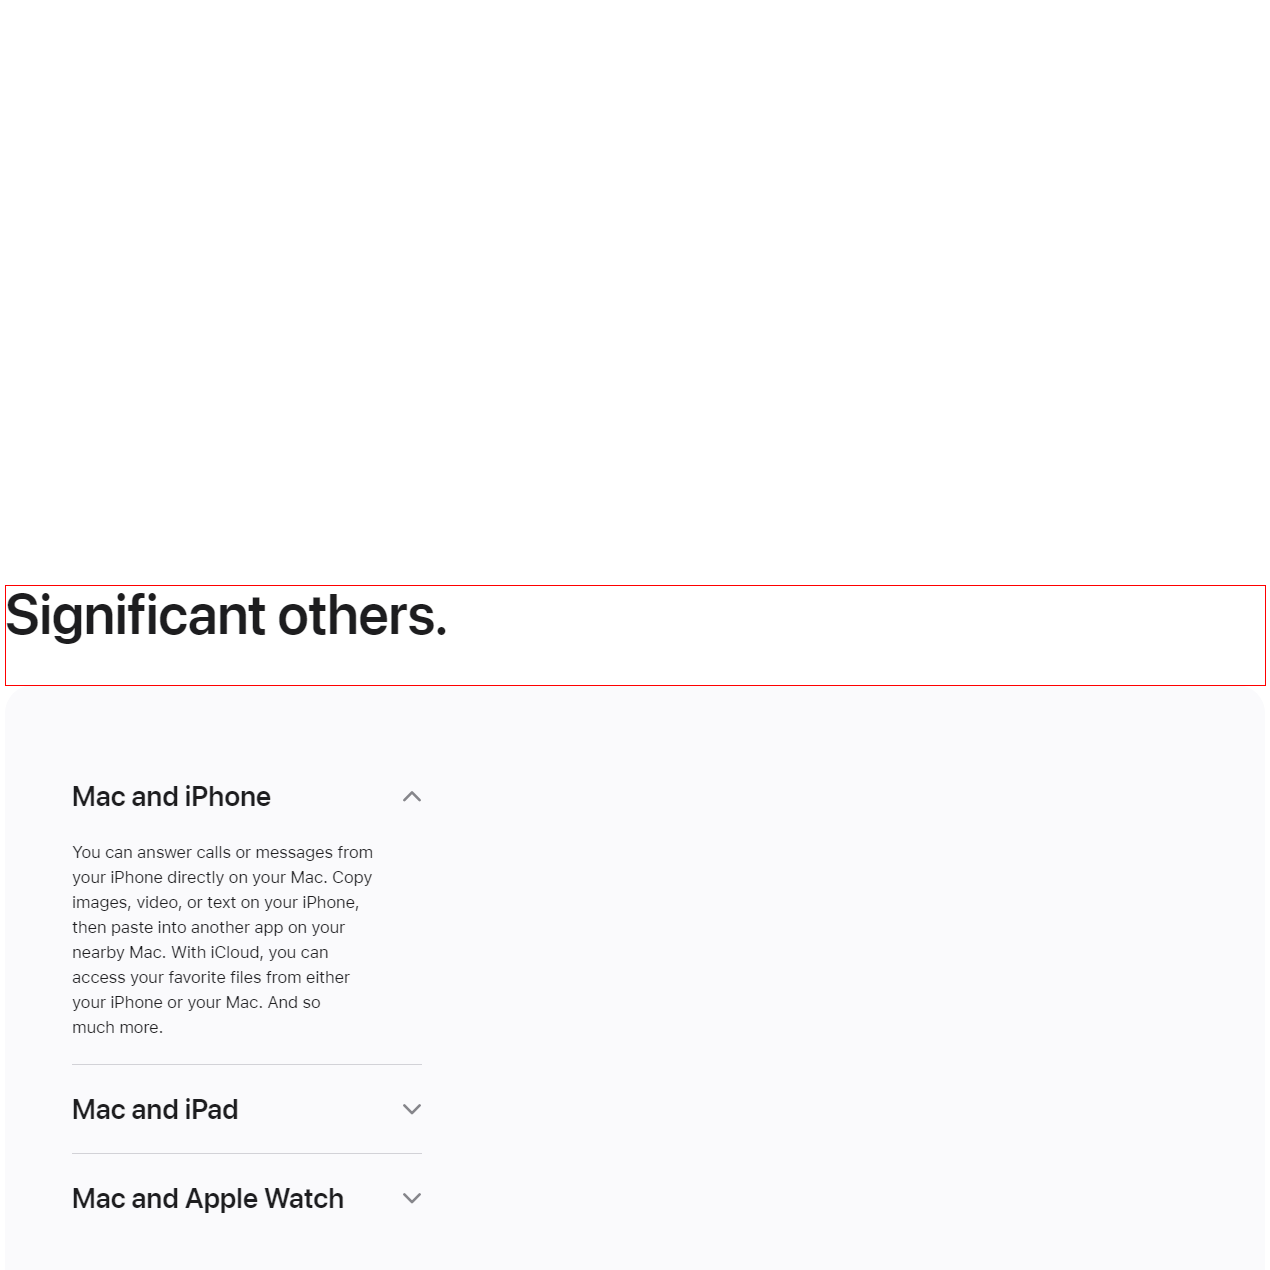 Significant others.
Mac and iPhone
You can answer calls or messages from
your iPhone directly on your Mac. Copy
images, video, or text on your iPhone,
then paste into another app on your
nearby Mac. With iCloud, you can
access your favorite files from either
your iPhone or your Mac. And so
much more.
Mac and iPad
Mac and Apple Watch